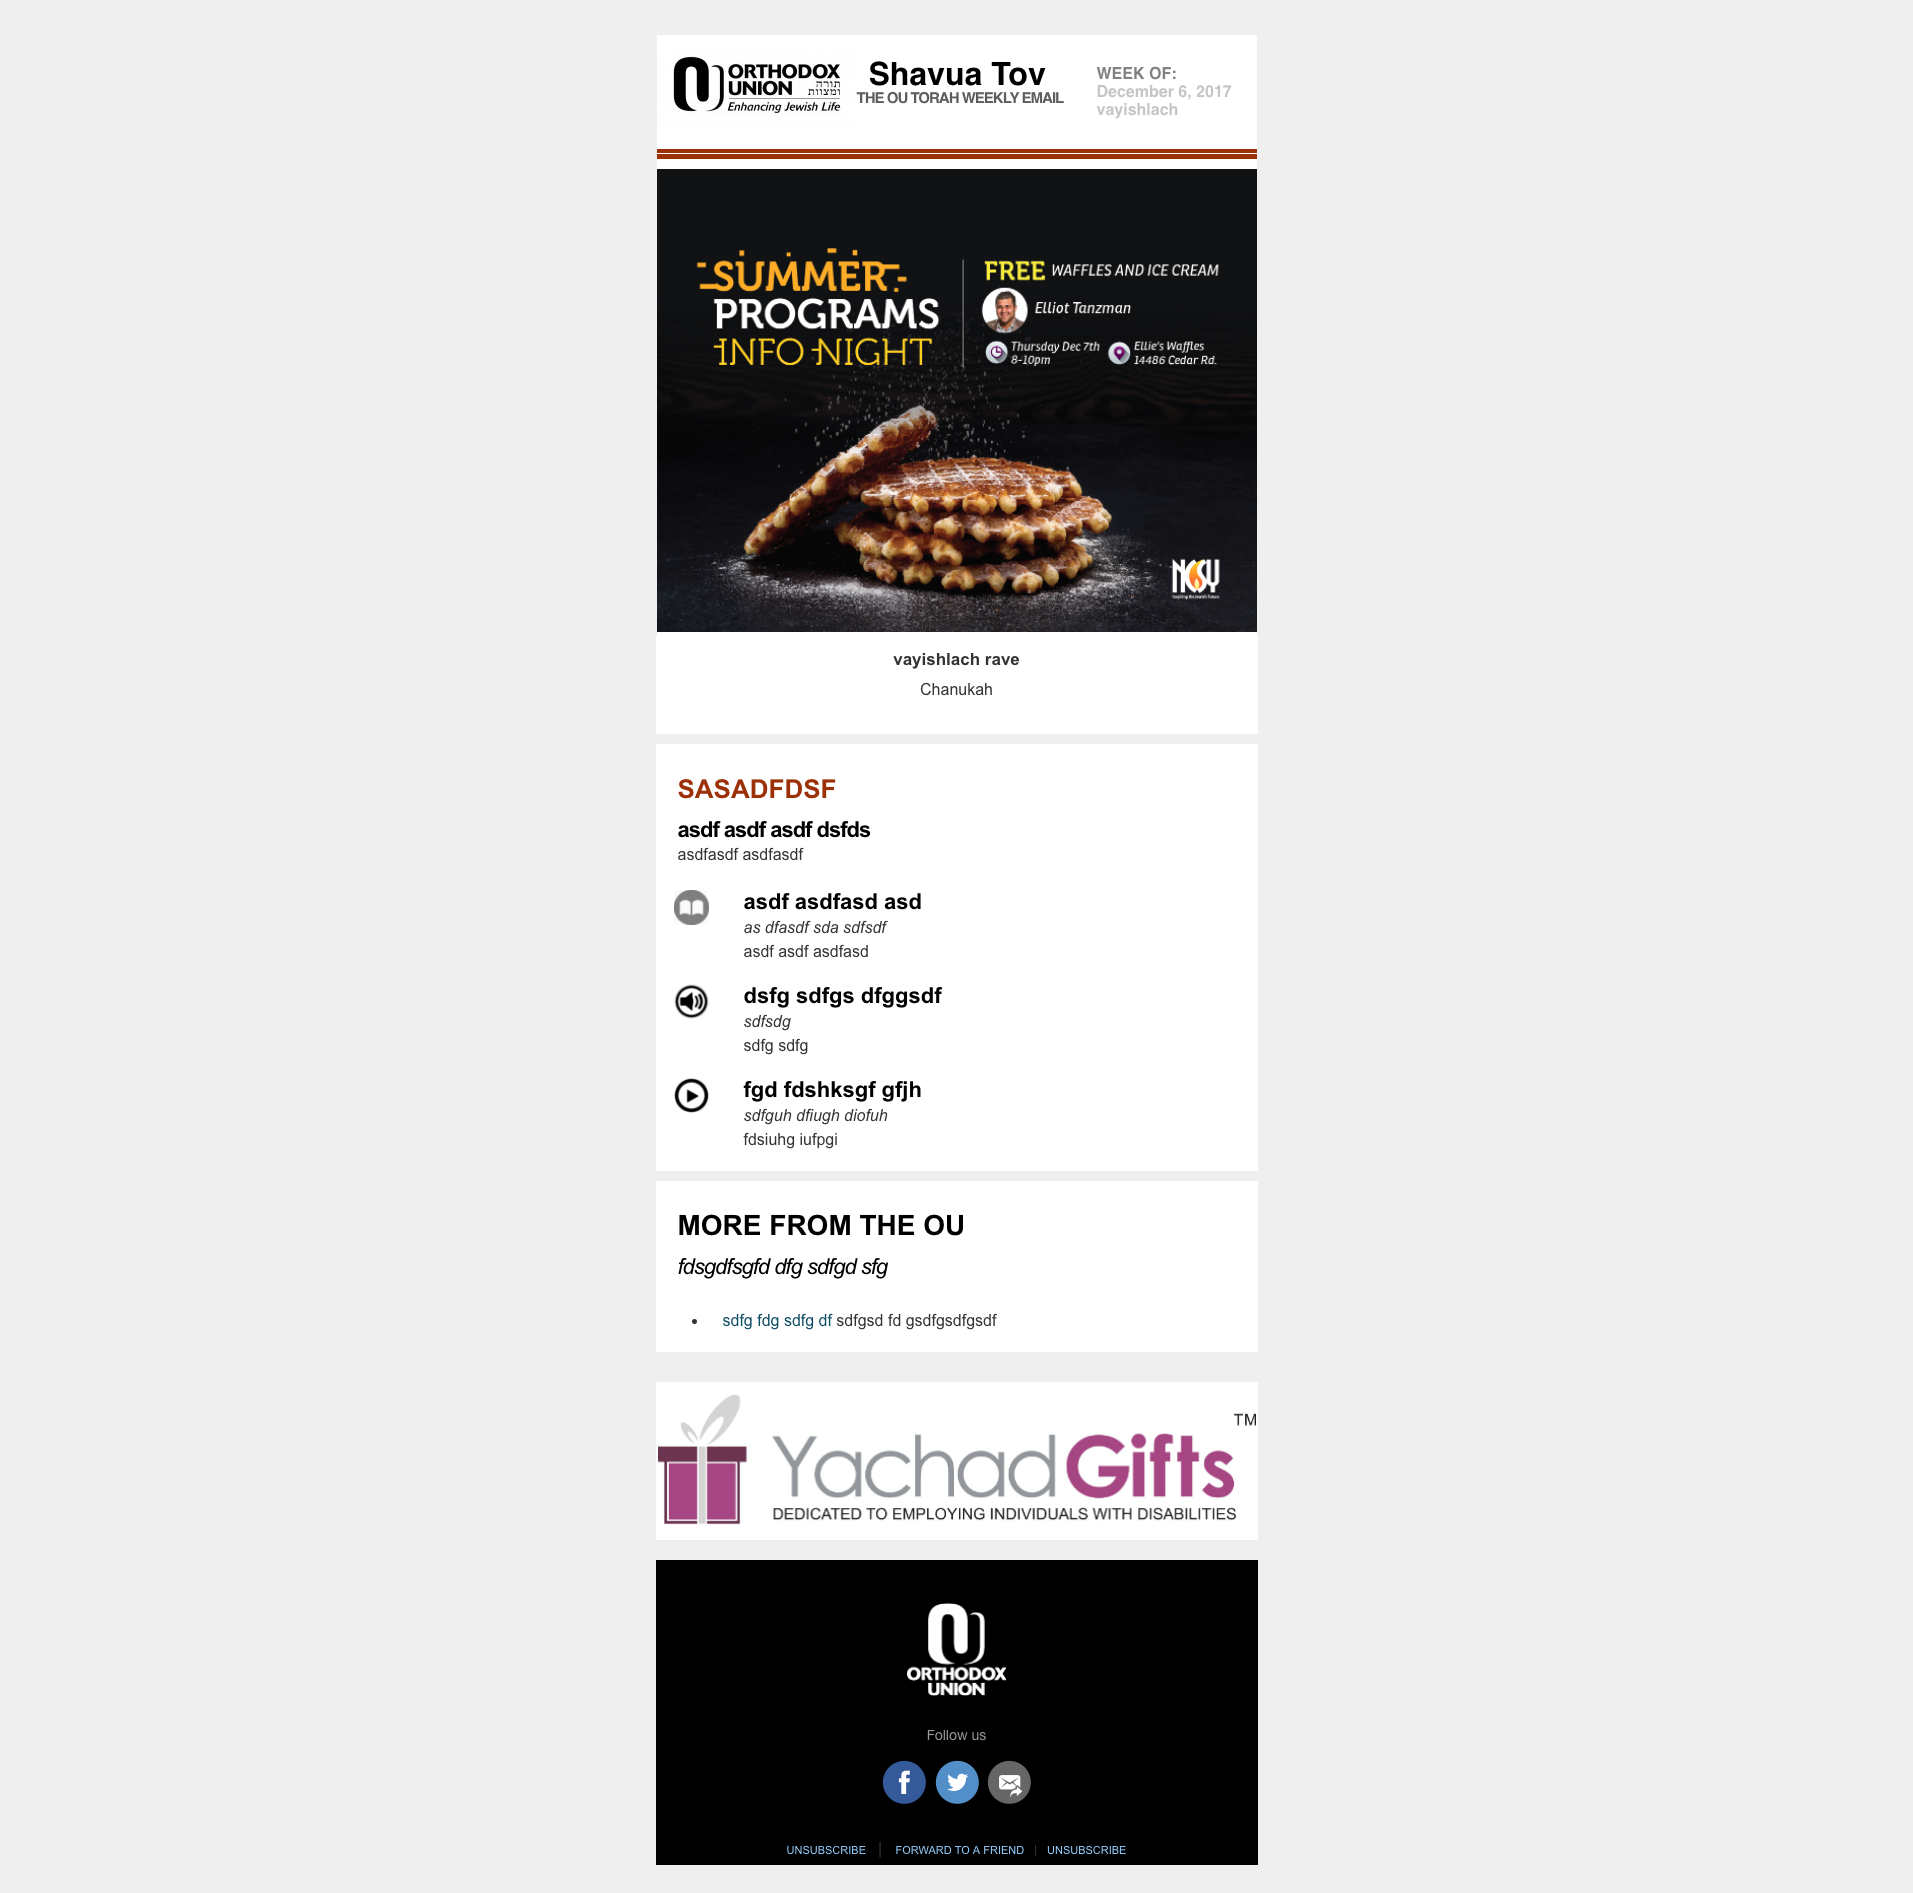 ORTHODOX
UNION
תורה
ומצוות
Enhancing Jewish Life
Shavua Tov
THE OU TORAH WEEKLY EMAIL
WEEK OF:
December 6, 2017
vayishlach
SUMMER
PROGRAMS
INFO NIGHT
FREE WAFFLES AND ICE CREAM
Elliot Tanzman
Thursday Dec 7th
8-10pm
Ellie's Waffles
14486 Cedar Rd.
NCSY
Inspiring the Jewish Future
vayishlach rave
Chanukah
SASADFDSF
asdf asdf asdf dsfds
asdfasdf asdfasdf
asdf asdfasd asd
as dfasdf sda sdfsdf
asdf asdf asdfasd
dsfg sdfgs dfggsdf
sdfsdg
sdfg sdfg
fgd fdshksgf gfjh
sdfguh dfiugh diofuh
fdsiuhg iufpgi
MORE FROM THE OU
fdsgdfsgfd dfg sdfgd sfg
• sdfg fdg sdfg df sdfgsd fd gsdfgsdfgsdf
YachadGifts TM
DEDICATED TO EMPLOYING INDIVIDUALS WITH DISABILITIES
ORTHODOX
UNION
Follow us
UNSUBSCRIBE | FORWARD TO A FRIEND | UNSUBSCRIBE